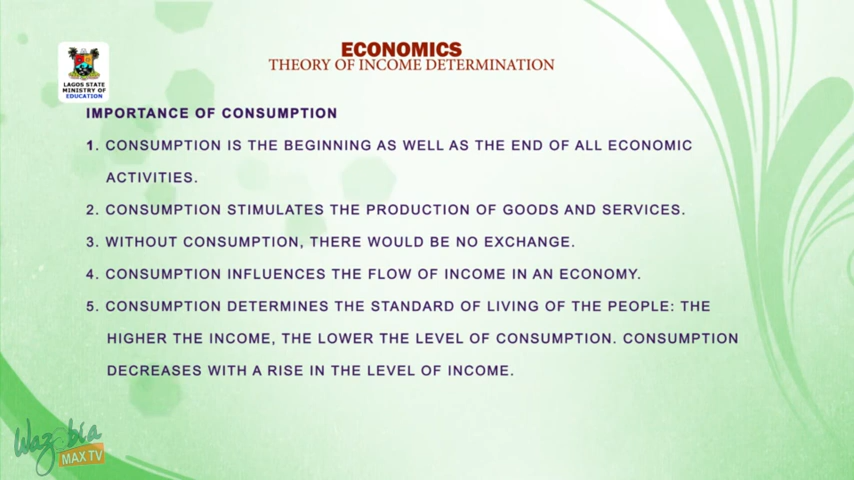 ECONOMICS
THEORY OF INCOME DETERMINATION
LAGOS STATE
MINISTRY OF
EDUCATION
IMPORTANCE OF CONSUMPTION
1. CONSUMPTION IS THE BEGINNING AS WELL AS THE END OF ALL ECONOMIC
ACTIVITIES.
2. CONSUMPTION STIMULATES THE PRODUCTION OF GOODS AND SERVICES.
3. WITHOUT CONSUMPTION, THERE WOULD BE NO EXCHANGE.
4. CONSUMPTION INFLUENCES THE FLOW OF INCOME IN AN ECONOMY.
5. CONSUMPTION DETERMINES THE STANDARD OF LIVING OF THE PEOPLE: THE
HIGHER THE INCOME, THE LOWER THE LEVEL OF CONSUMPTION. CONSUMPTION
DECREASES WITH A RISE IN THE LEVEL OF INCOME.
Wazobia
MAX TV